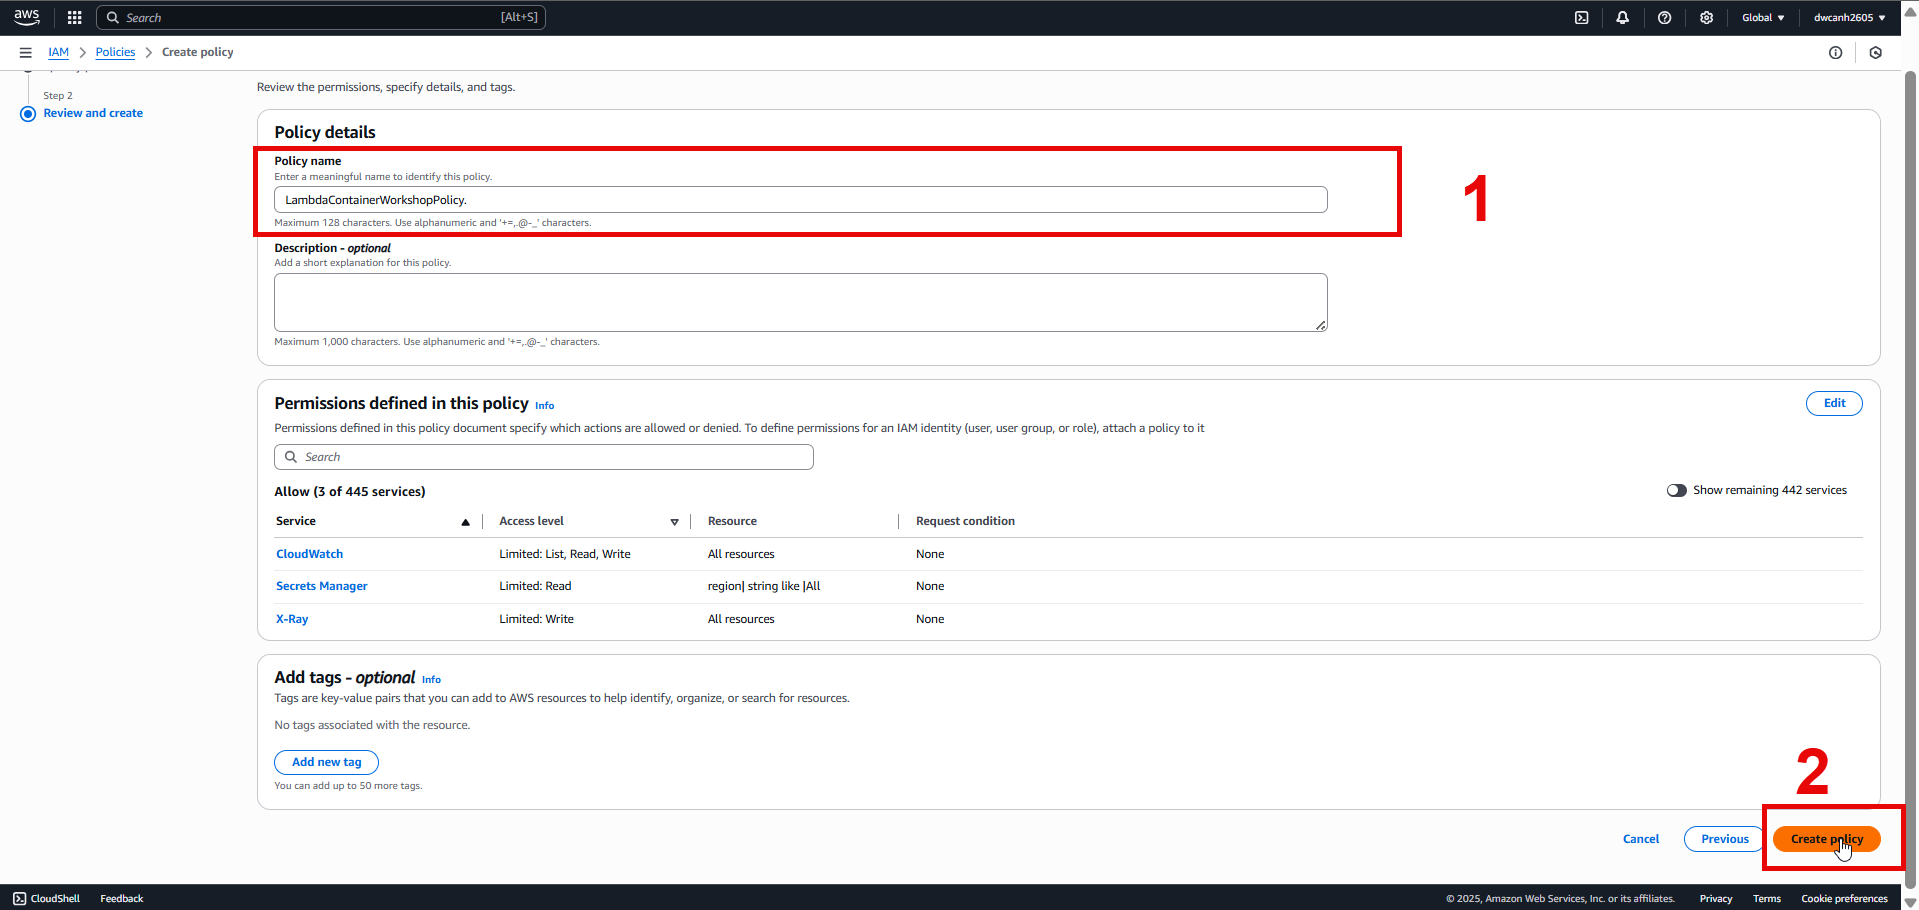 aws
Search
[Alt+S]
Global
dwcanh2605
IAM
Policies
Create policy
Step 2
Review and create
Review the permissions, specify details, and tags.
Policy details
Policy name
Enter a meaningful name to identify this policy.
LambdaContainerWorkshopPolicy.
Maximum 128 characters. Use alphanumeric and '+=,.@-_' characters.
1
Description - optional
Add a short explanation for this policy.
Maximum 1,000 characters. Use alphanumeric and '+=,.@-_' characters.
Permissions defined in this policy Info
Edit
Permissions defined in this policy document specify which actions are allowed or denied. To define permissions for an IAM identity (user, user group, or role), attach a policy to it
Search
Allow (3 of 445 services)
Show remaining 442 services
Service Access level Resource Request condition
CloudWatch Limited: List, Read, Write All resources None
Secrets Manager Limited: Read region| string like |All None
X-Ray Limited: Write All resources None
Add tags - optional Info
Tags are key-value pairs that you can add to AWS resources to help identify, organize, or search for resources.
No tags associated with the resource.
Add new tag
You can add up to 50 more tags.
2
Cancel
Previous
Create policy
CloudShell
Feedback
© 2025, Amazon Web Services, Inc. or its affiliates.
Privacy
Terms
Cookie preferences